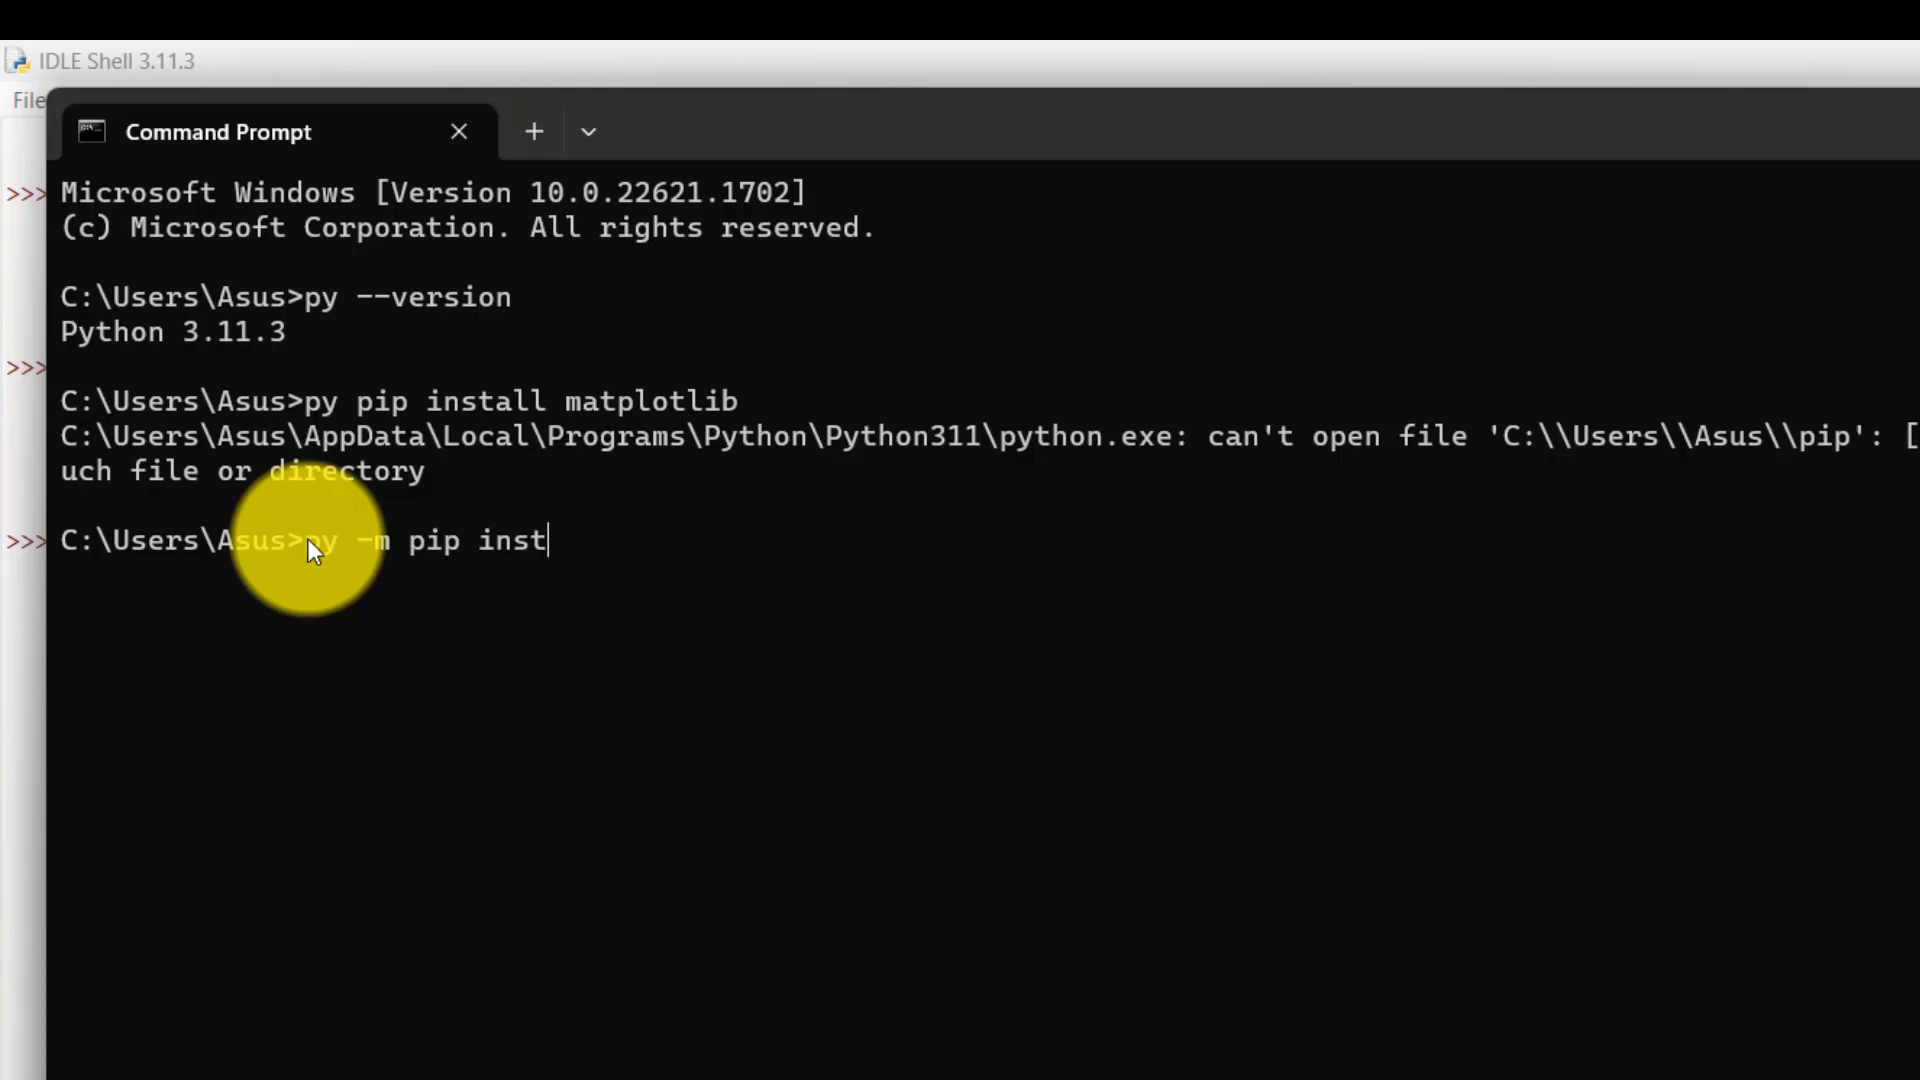 IDLE Shell 3.11.3
File
Command Prompt
>>> Microsoft Windows [Version 10.0.22621.1702]
(c) Microsoft Corporation. All rights reserved.
C:\Users\Asus>py --version
Python 3.11.3
>>>
C:\Users\Asus>py pip install matplotlib
C:\Users\Asus\AppData\Local\Programs\Python\Python311\python.exe: can't open file 'C:\\Users\\Asus\\pip': [
uch file or directory
>>> C:\Users\Asus>py -m pip inst